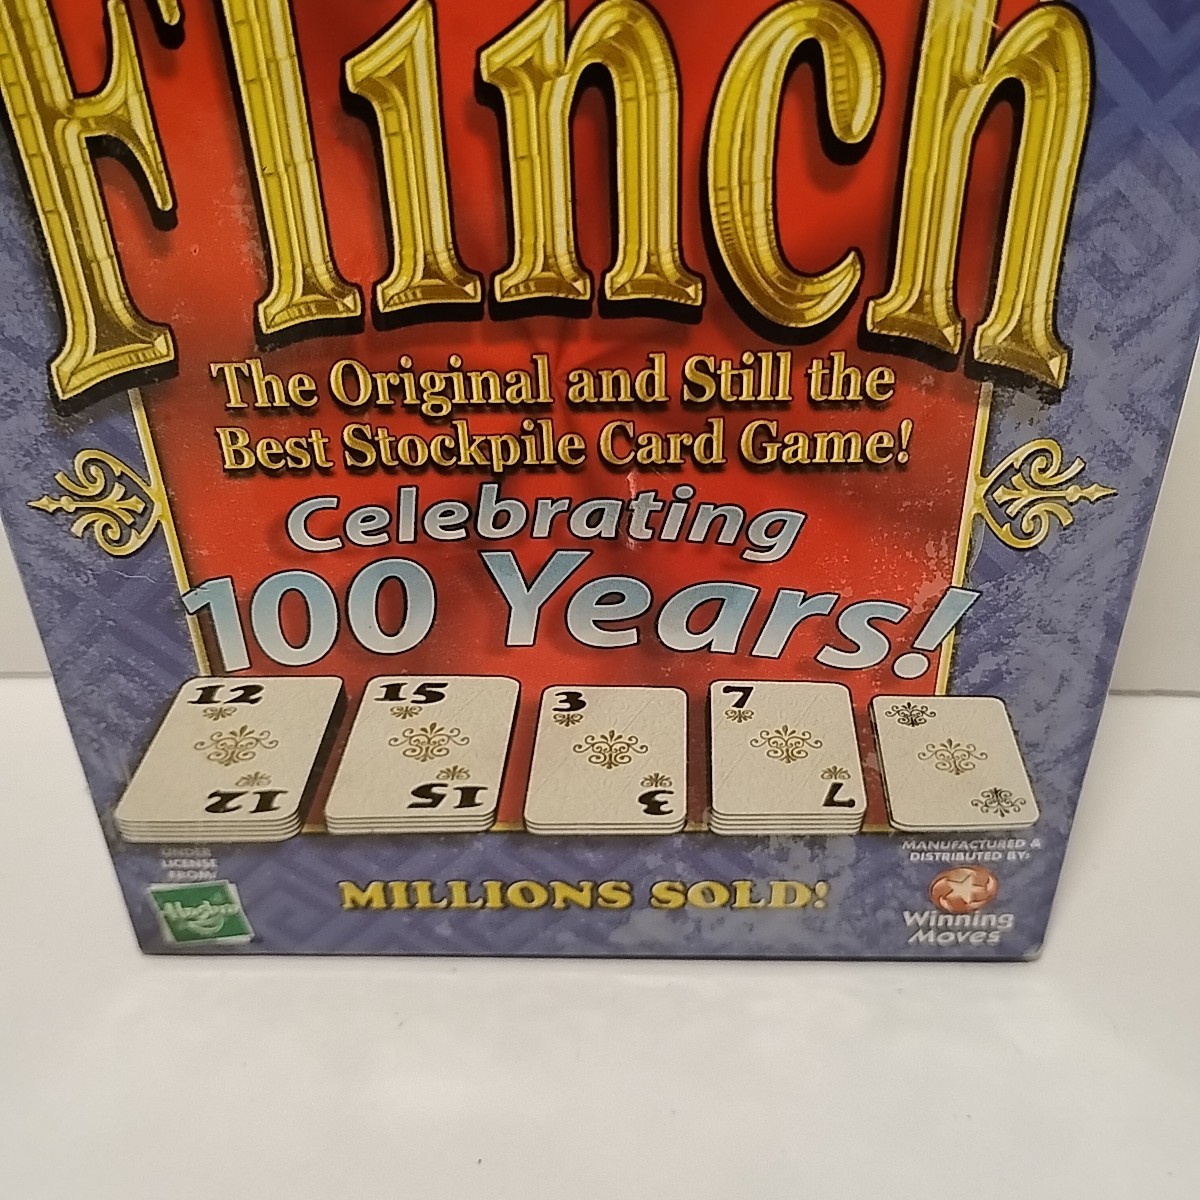 Flinch
The Original and Still the
Best Stockpile Card Game!
Celebrating
100 Years!
12
15
3
7
12
15
3
7
UNDER
LICENSE
FROM:
Hasbro
MILLIONS SOLD!
MANUFACTURED &
DISTRIBUTED BY:
Winning
Moves